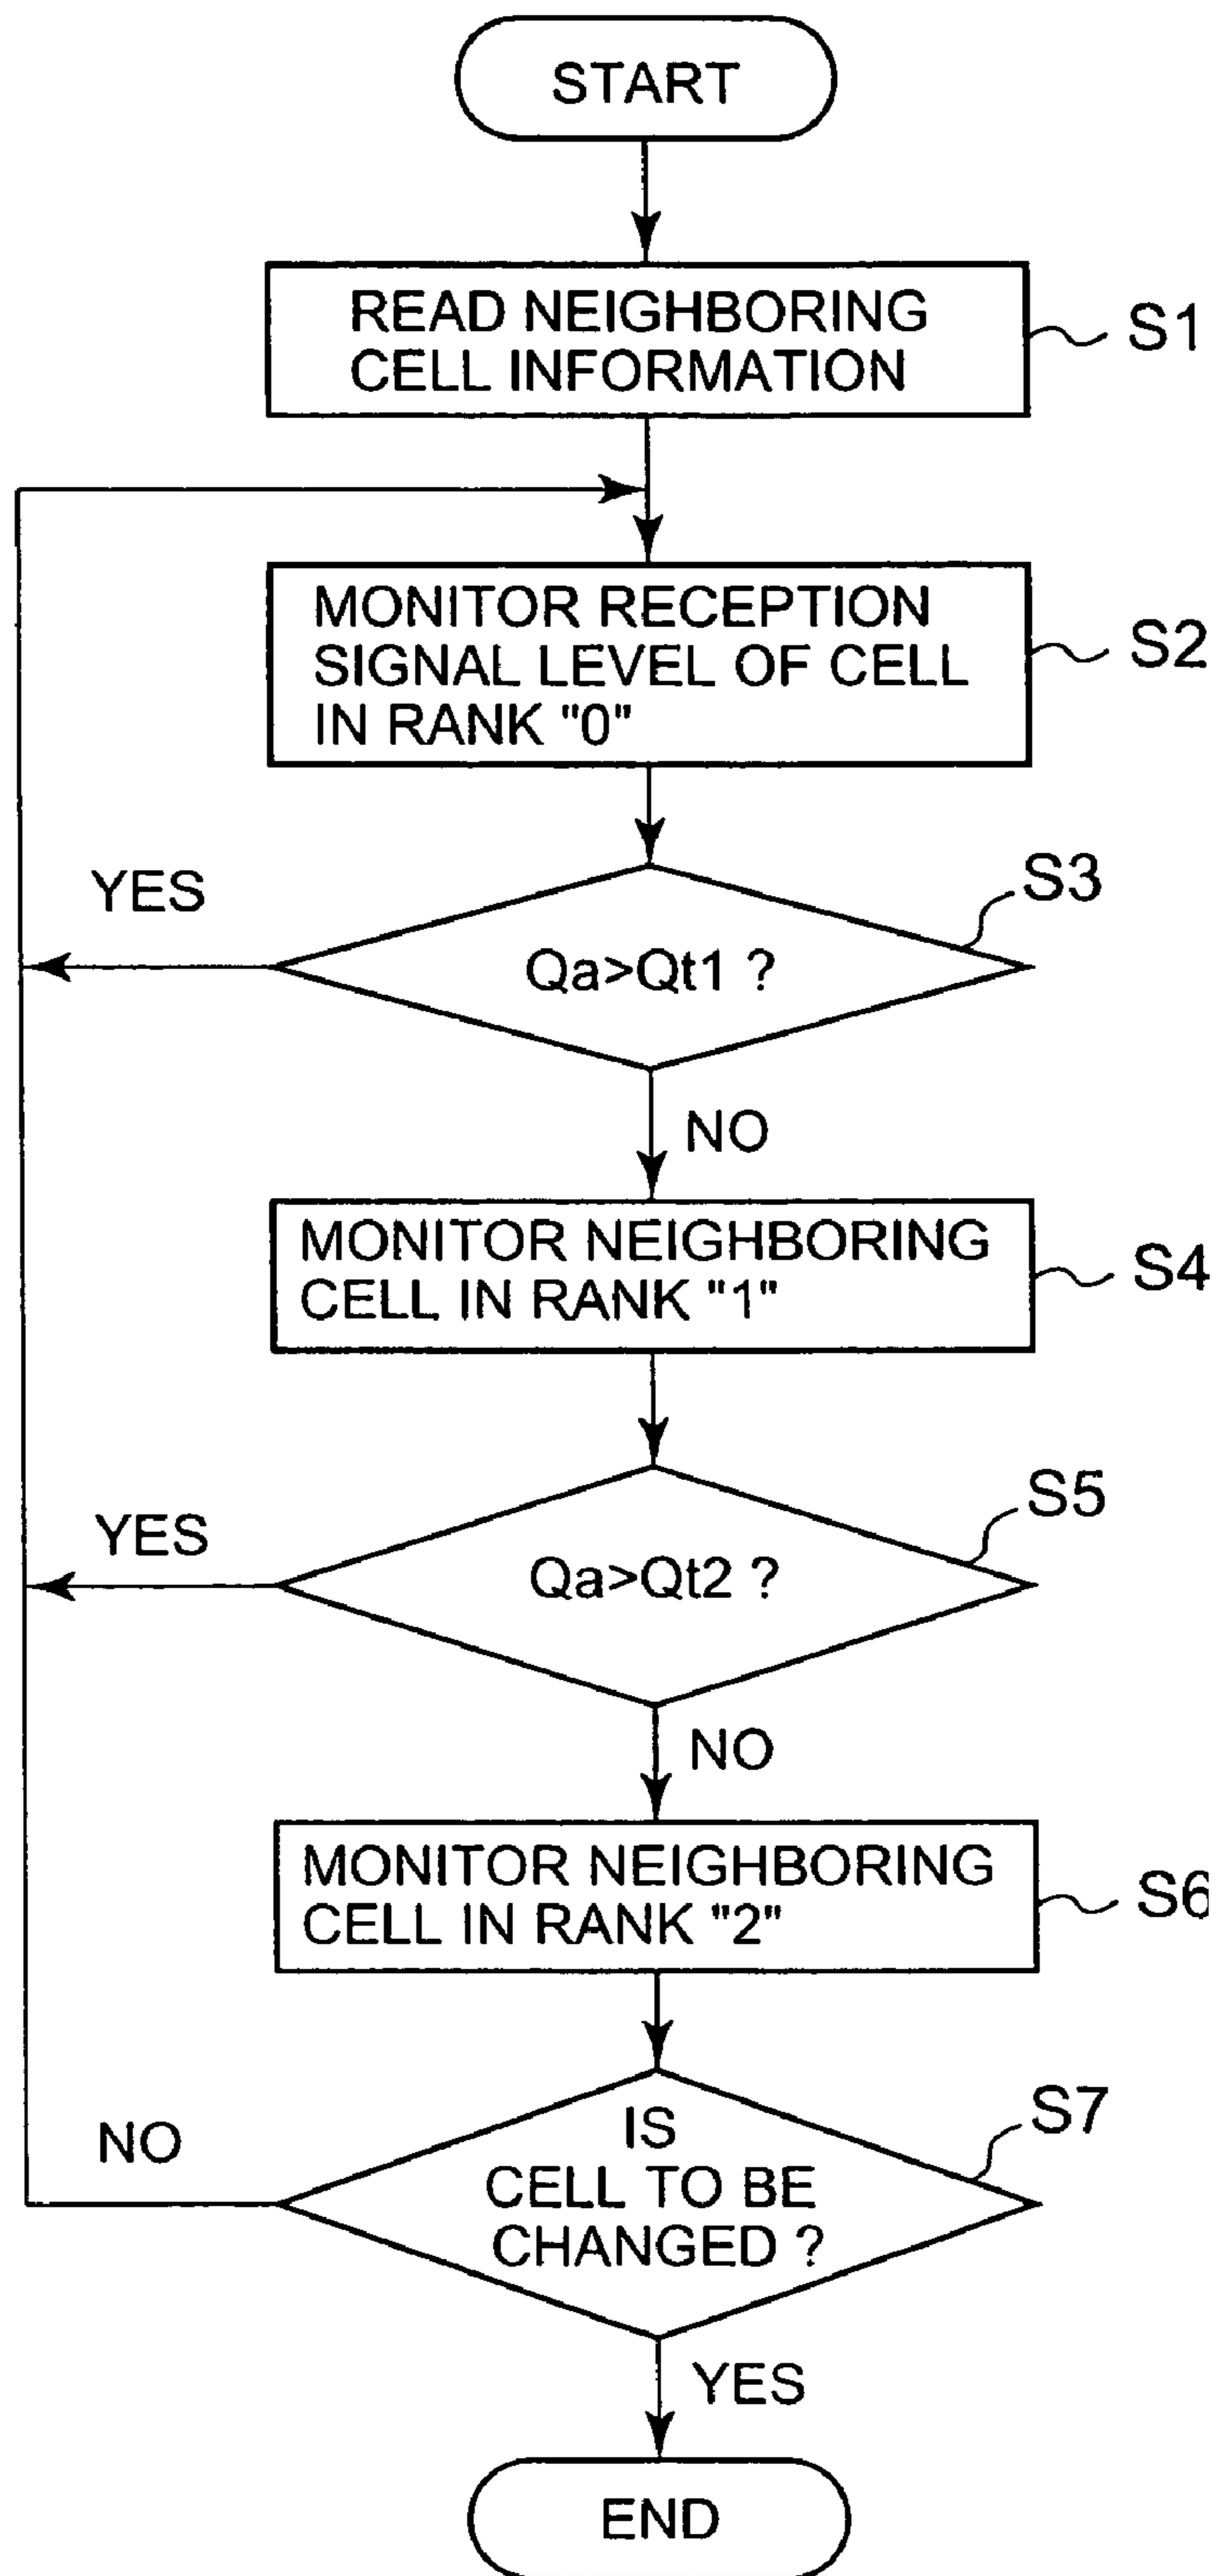 START
READ NEIGHBORING
CELL INFORMATION
S1
MONITOR RECEPTION
SIGNAL LEVEL OF CELL
IN RANK "0"
S2
YES
Qa>Qt1 ?
S3
NO
MONITOR NEIGHBORING
CELL IN RANK "1"
S4
YES
Qa>Qt2 ?
S5
NO
MONITOR NEIGHBORING
CELL IN RANK "2"
S6
NO
IS
CELL TO BE
CHANGED ?
S7
YES
END